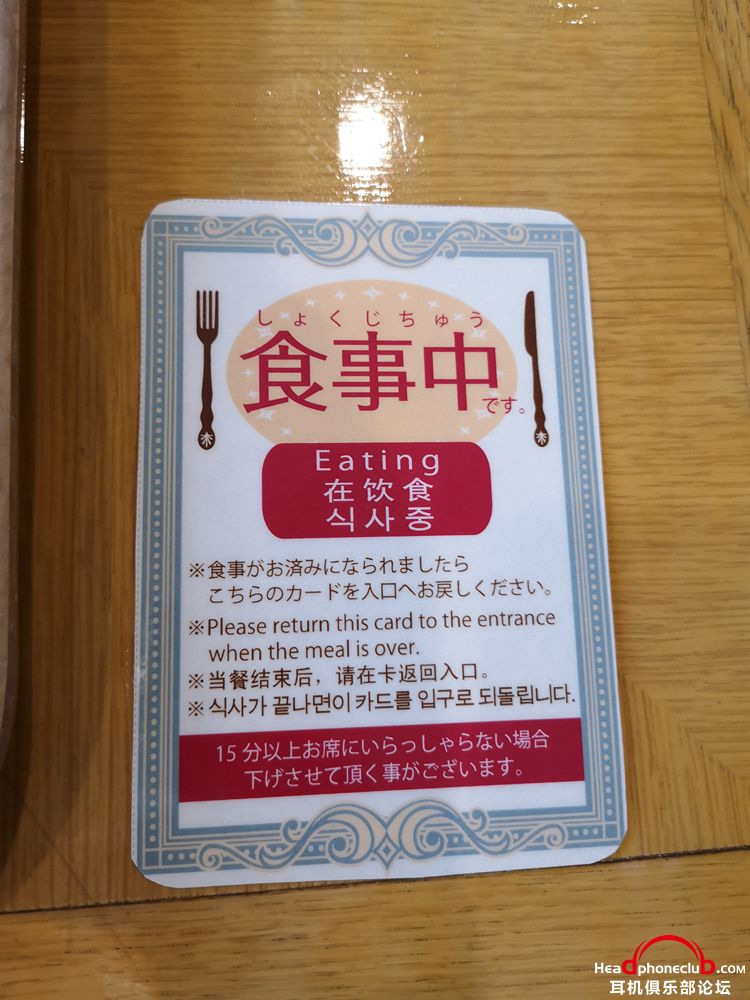 しょくじちゅう
食事中
です。
Eating
在饮食
식사중
※食事がお済みになられましたら
こちらのカードを入口へお戻しください。
※Please return this card to the entrance
when the meal is over.
※当餐结束后，请在卡返回入口。
※식사가 끝나면이 카드를 입구로 되돌립니다.
15分以上お席にいらっしゃらない場合
下げさせて頂く事がございます。
Headphoneclub.com
耳机俱乐部论坛